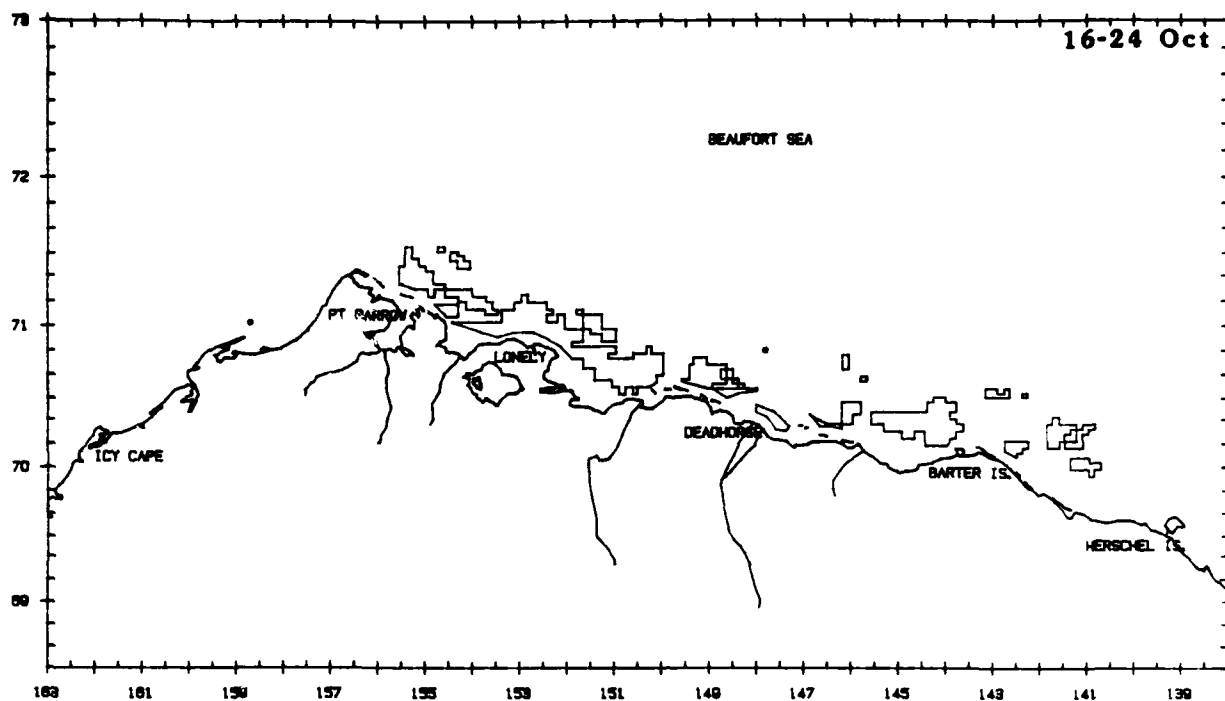 73
16-24 Oct
BEAUFORT SEA
72
71
PT BARROW
LONELY
DEADHORSE
70
ICY CAPE
BARTER IS.
HERSCHEL IS.
69
163 161 159 157 155 153 151 149 147 145 143 141 139